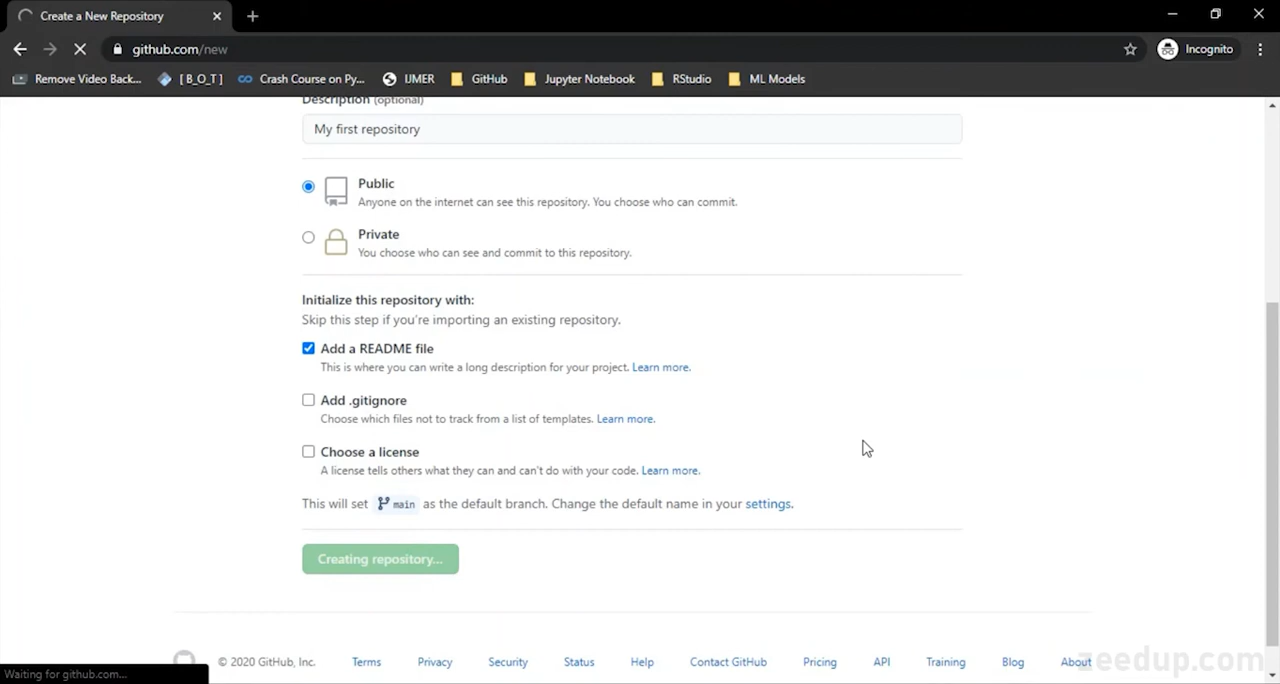 Create a New Repository
github.com/new
Incognito
Remove Video Back... [ B_O_T ] Crash Course on Py... IJMER GitHub Jupyter Notebook RStudio ML Models
Description (optional)
My first repository
Public
Anyone on the internet can see this repository. You choose who can commit.
Private
You choose who can see and commit to this repository.
Initialize this repository with:
Skip this step if you're importing an existing repository.
Add a README file
This is where you can write a long description for your project. Learn more.
Add .gitignore
Choose which files not to track from a list of templates. Learn more.
Choose a license
A license tells others what they can and can't do with your code. Learn more.
This will set main as the default branch. Change the default name in your settings.
Creating repository...
© 2020 GitHub, Inc. Terms Privacy Security Status Help Contact GitHub Pricing API Training Blog About
zeedup.com
Waiting for github.com...